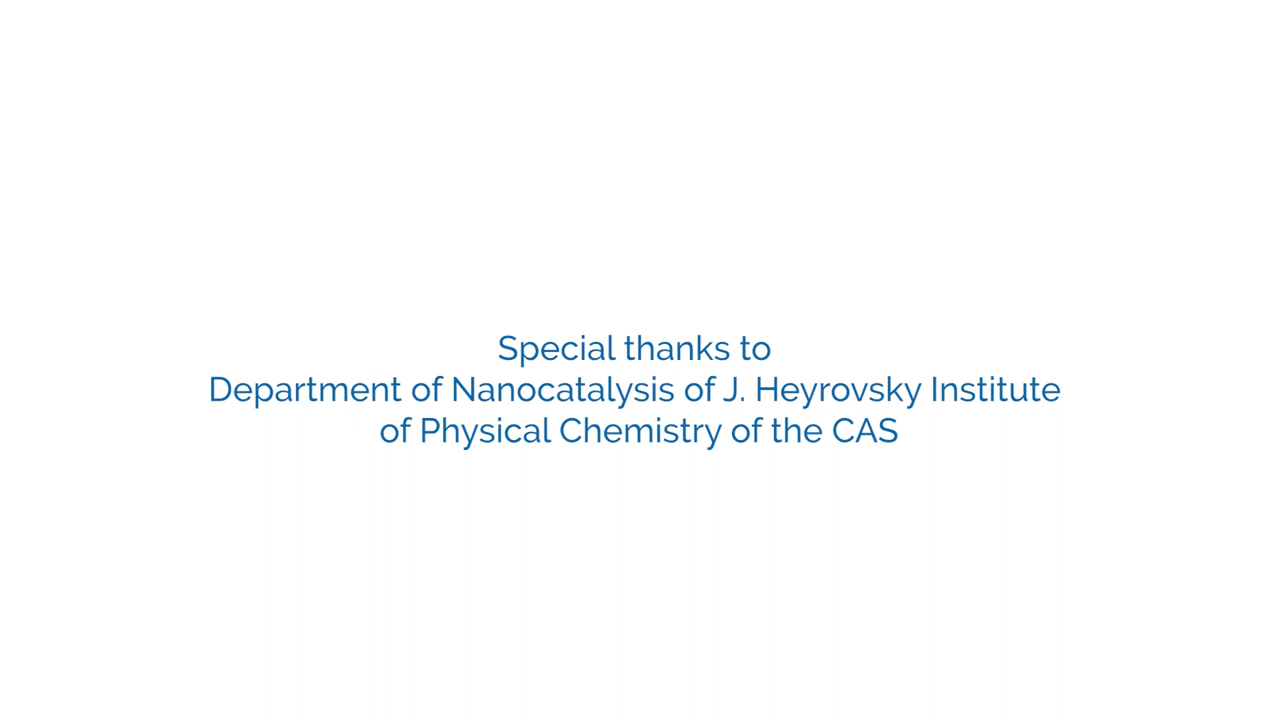 Special thanks to
Department of Nanocatalysis of J. Heyrovsky Institute
of Physical Chemistry of the CAS